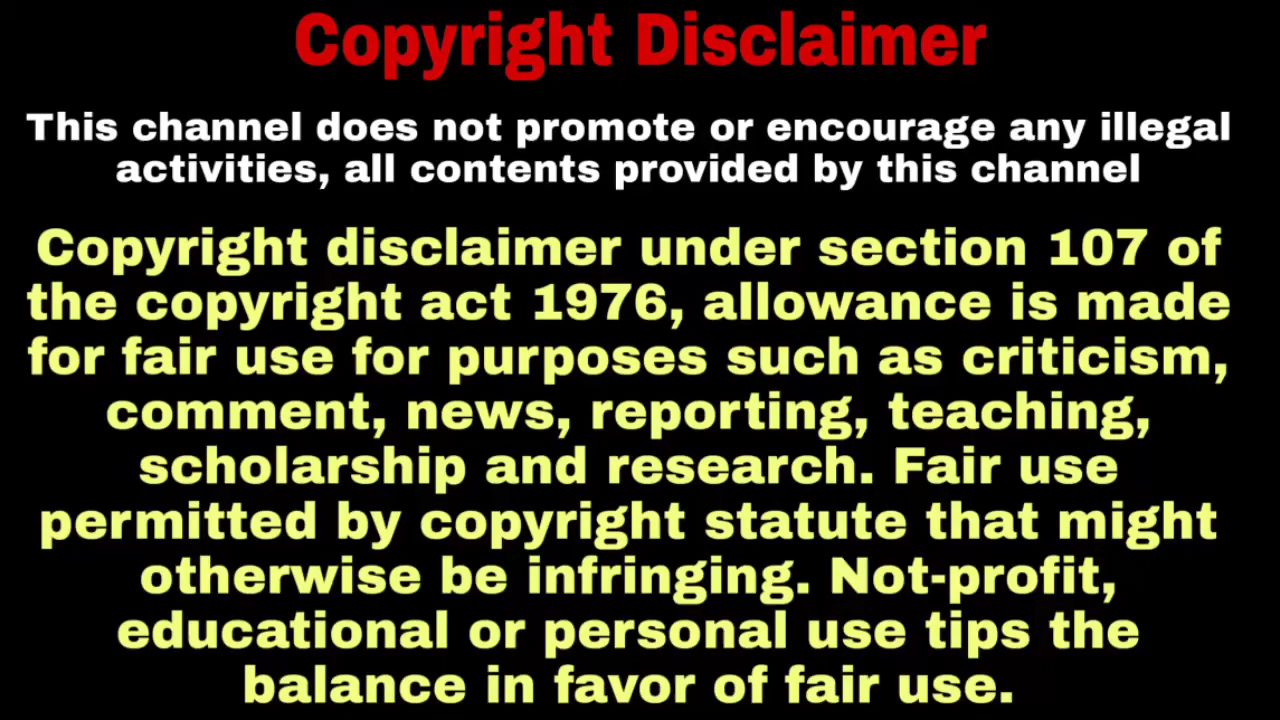 Copyright Disclaimer
This channel does not promote or encourage any illegal
activities, all contents provided by this channel
Copyright disclaimer under section 107 of
the copyright act 1976, allowance is made
for fair use for purposes such as criticism,
comment, news, reporting, teaching,
scholarship and research. Fair use
permitted by copyright statute that might
otherwise be infringing. Not-profit,
educational or personal use tips the
balance in favor of fair use.